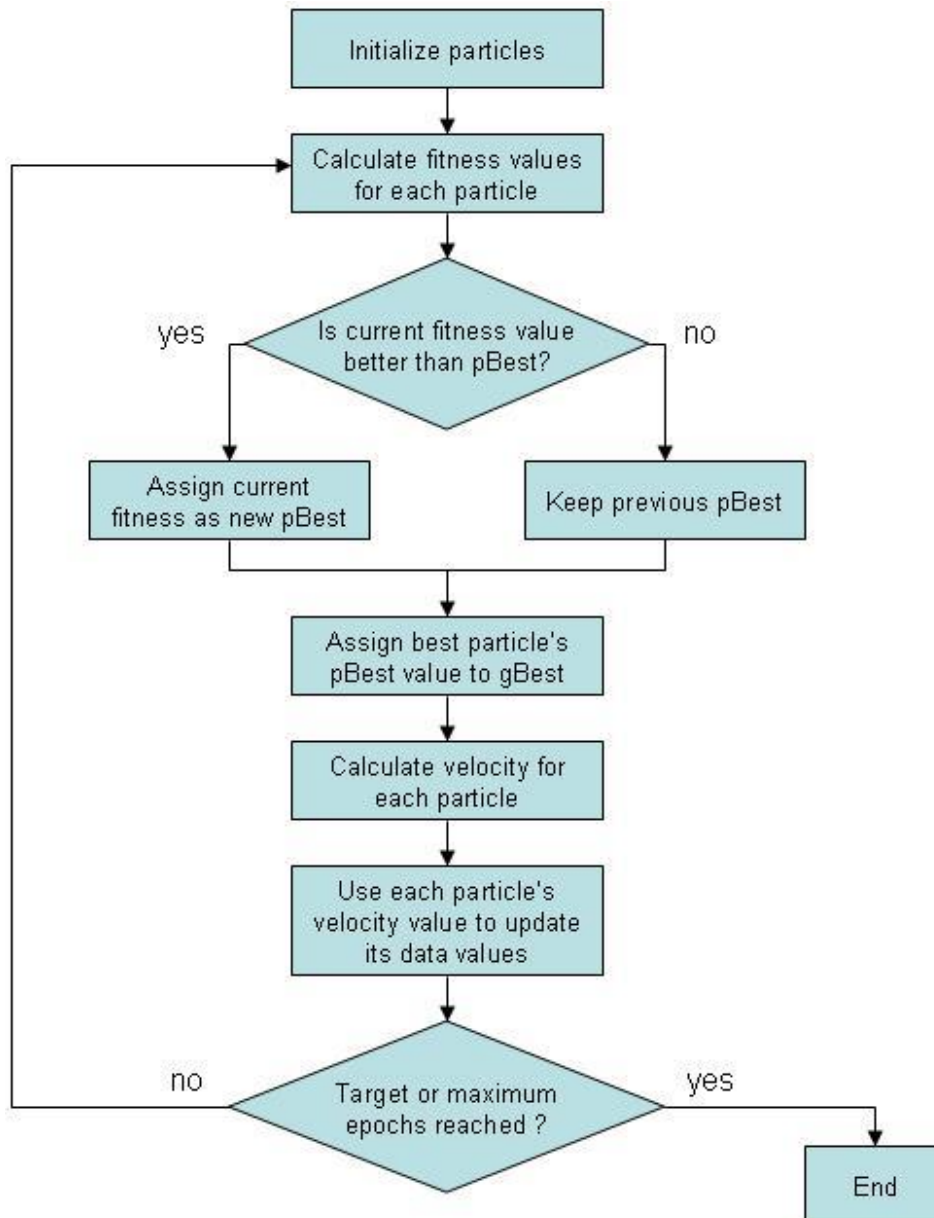 Initialize particles
Calculate fitness values
for each particle
yes
Is current fitness value
better than pBest?
no
Assign current
fitness as new pBest
Keep previous pBest
Assign best particle's
pBest value to gBest
Calculate velocity for
each particle
Use each particle's
velocity value to update
its data values
no
Target or maximum
epochs reached ?
yes
End